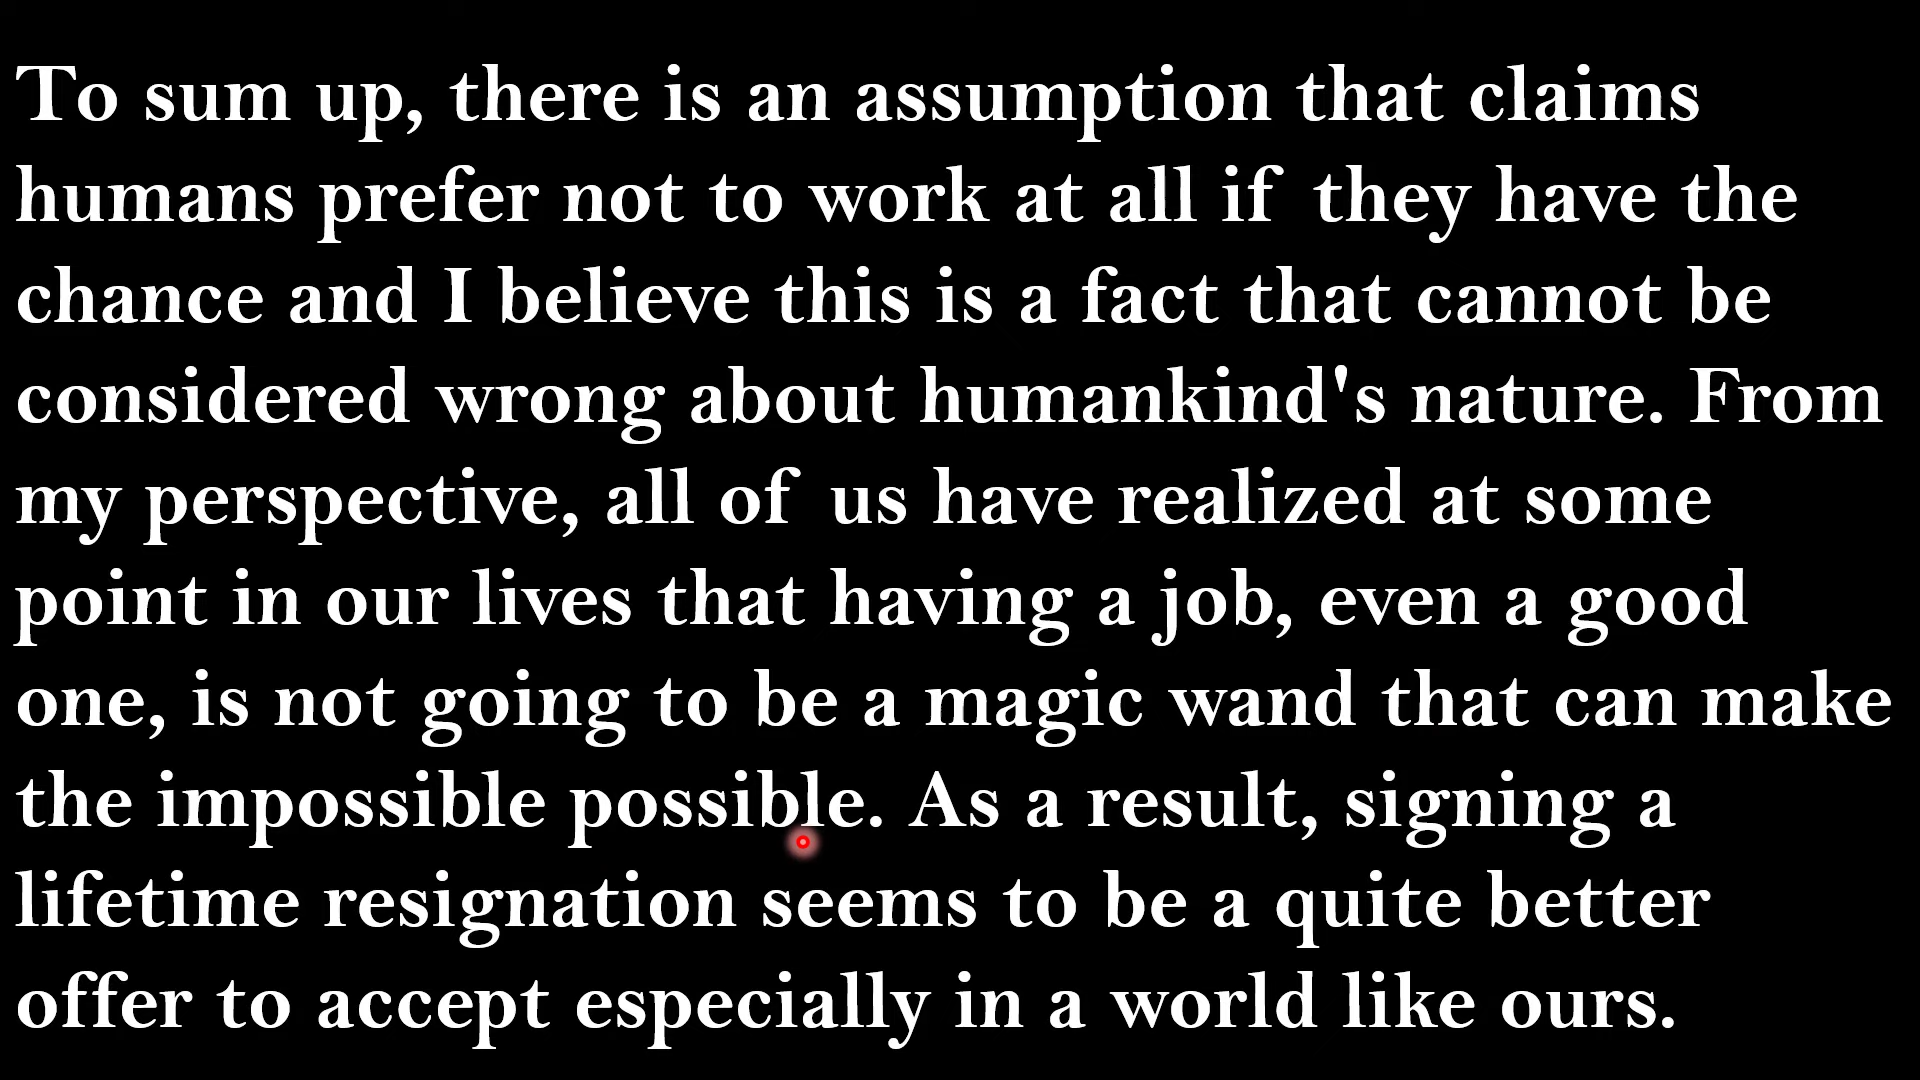 To sum up, there is an assumption that claims
humans prefer not to work at all if they have the
chance and I believe this is a fact that cannot be
considered wrong about humankind's nature. From
my perspective, all of us have realized at some
point in our lives that having a job, even a good
one, is not going to be a magic wand that can make
the impossible possible. As a result, signing a
lifetime resignation seems to be a quite better
offer to accept especially in a world like ours.